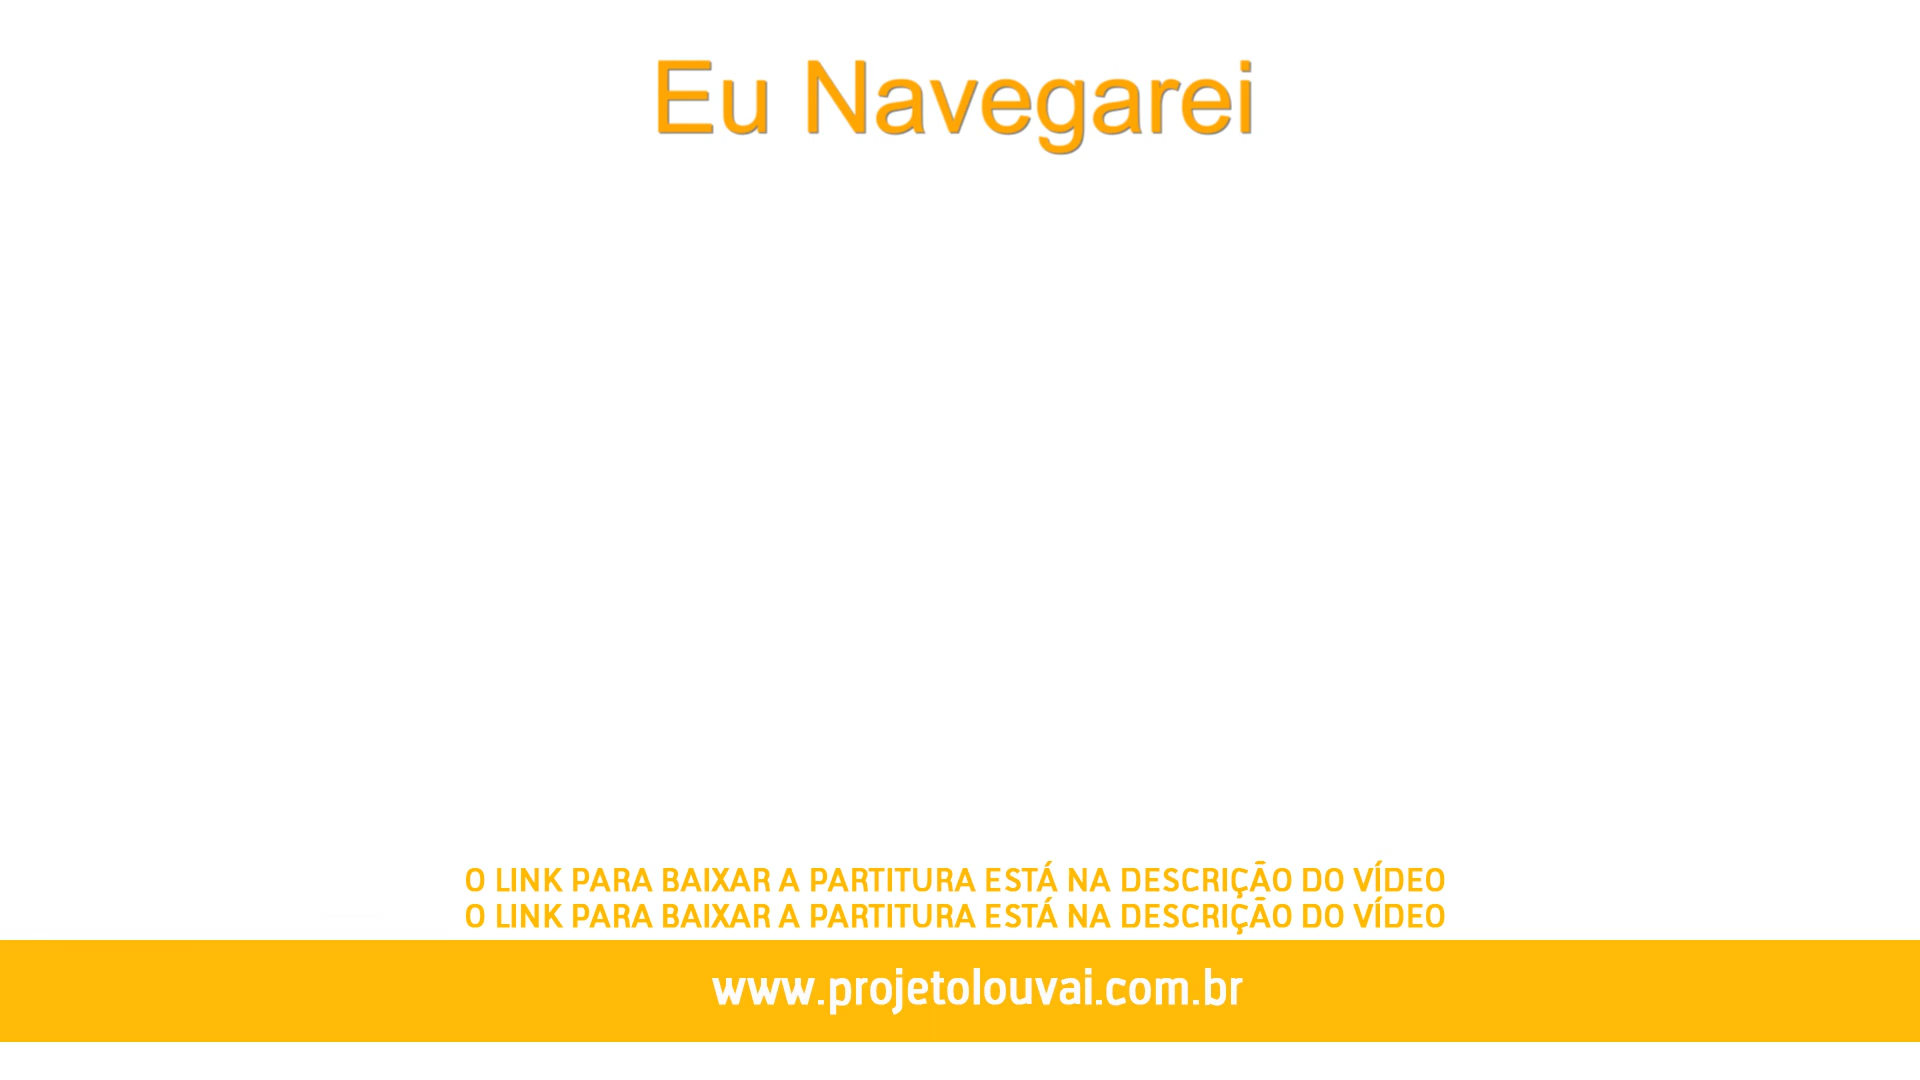 Eu Navegarei
O LINK PARA BAIXAR A PARTITURA ESTÁ NA DESCRIÇÃO DO VÍDEO
O LINK PARA BAIXAR A PARTITURA ESTÁ NA DESCRIÇÃO DO VÍDEO
www.projetolouvai.com.br